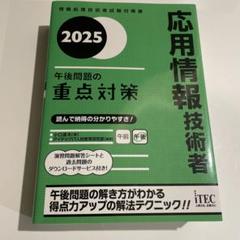 情報処理技術者試験対策書
2025
午後問題の
重点対策
読んで納得の分かりやすさ!
午前
午後
応用情報
技術者
演習問題解答シートと
過去問題の
ダウンロードサービス付き!
午後問題の解き方がわかる
得点力アップの解法テクニック!!
iTEC